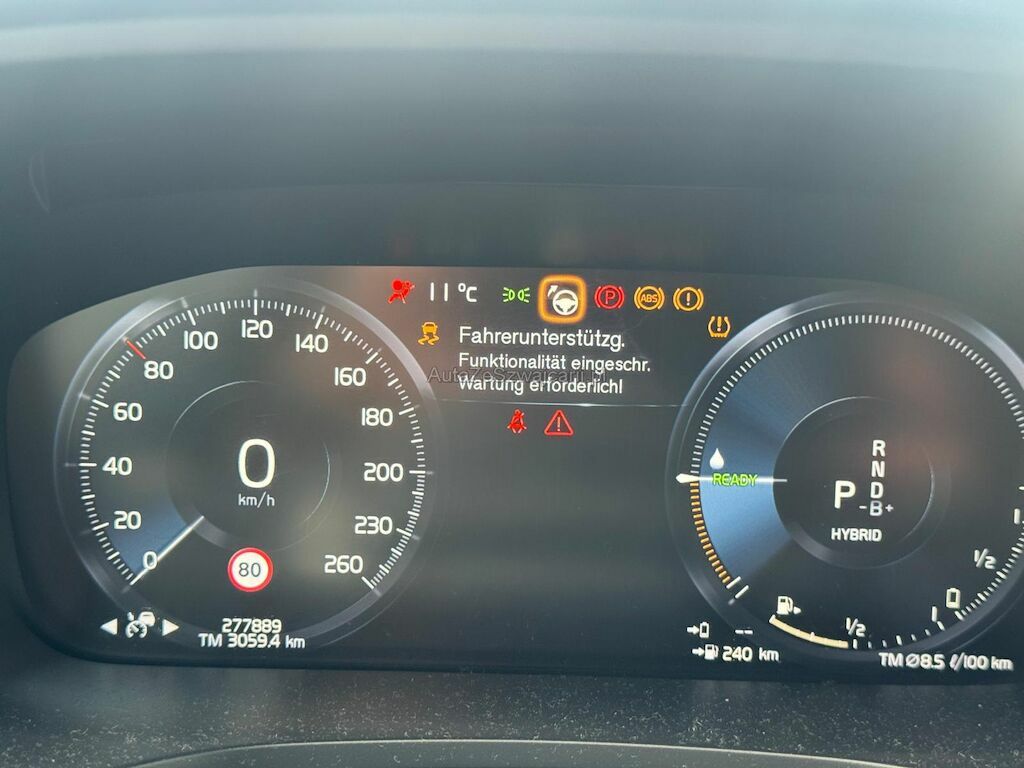 11 °C
P
ABS
Fahrerunterstützg.
Funktionalität eingeschr.
Wartung erforderlich!
0
20
40
60
80
100
120
140
160
180
200
230
260
0
km/h
80
277889
TM 3059.4 km
READY
R
N
D
P -B+
HYBRID
1/2
1/2
1
--
240 km
TM Ø8.5 ℓ/100 km